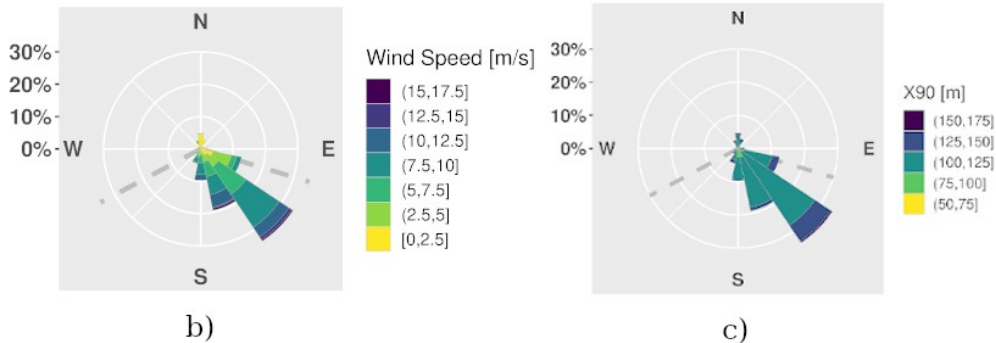 N
30%
20%
10%
0%
W
E
S
Wind Speed [m/s]
(15,17.5]
(12.5,15]
(10,12.5]
(7.5,10]
(5,7.5]
(2.5,5]
[0,2.5]
b)
N
30%
20%
10%
0%
W
E
S
X90 [m]
(150,175]
(125,150]
(100,125]
(75,100]
(50,75]
c)